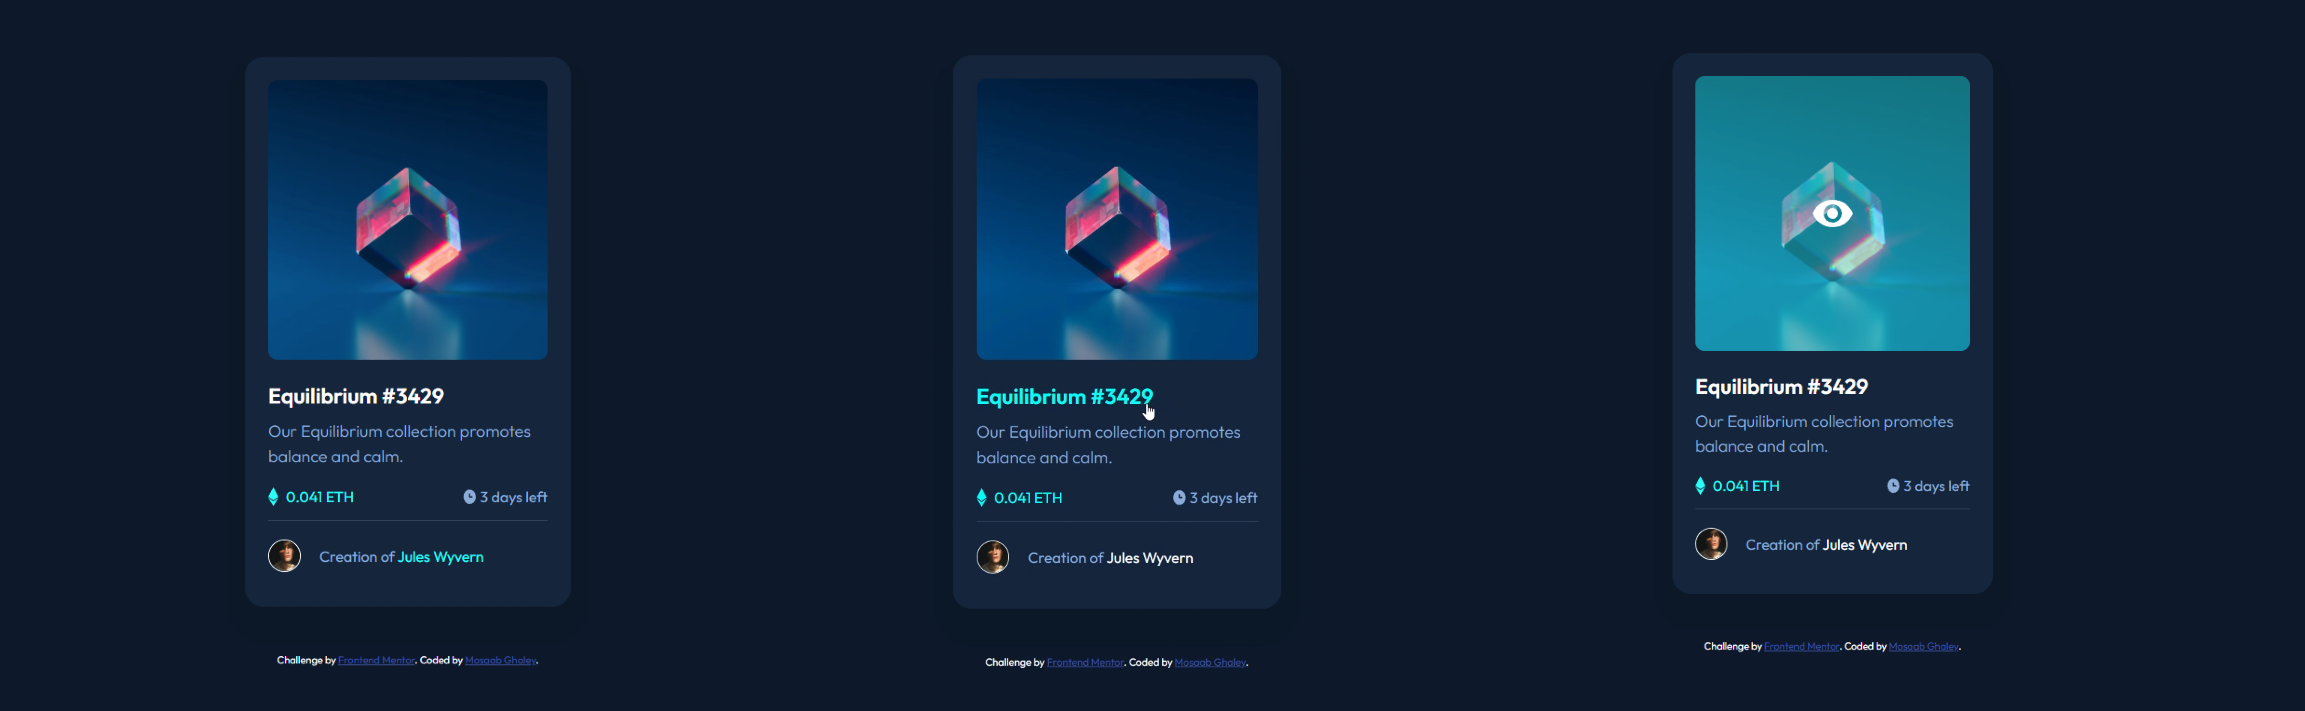 Equilibrium #3429
Our Equilibrium collection promotes
balance and calm.
0.041 ETH 3 days left
Creation of Jules Wyvern
Challenge by Frontend Mentor. Coded by Mosaab Ghaley.
Equilibrium #3429
Our Equilibrium collection promotes
balance and calm.
0.041 ETH 3 days left
Creation of Jules Wyvern
Challenge by Frontend Mentor. Coded by Mosaab Ghaley.
Equilibrium #3429
Our Equilibrium collection promotes
balance and calm.
0.041 ETH 3 days left
Creation of Jules Wyvern
Challenge by Frontend Mentor. Coded by Mosaab Ghaley.